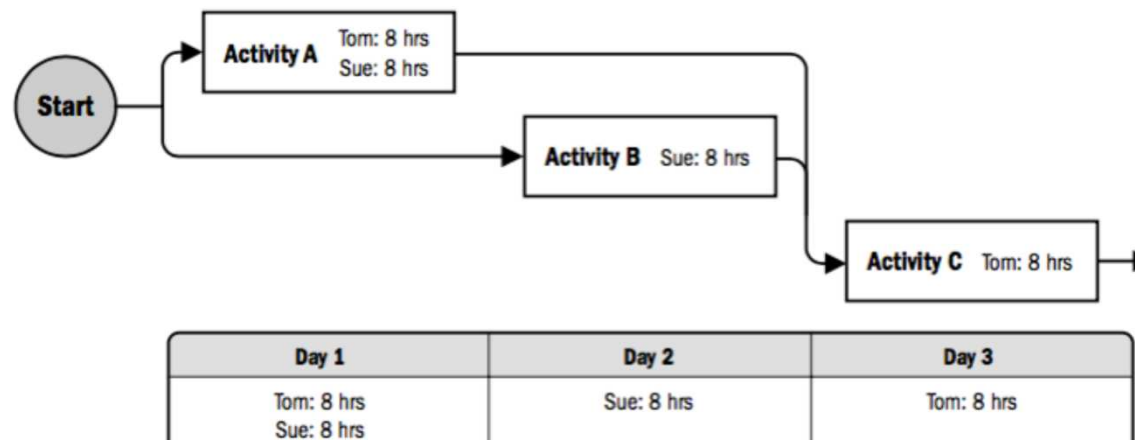 Start
Activity A
Tom: 8 hrs
Sue: 8 hrs
Activity B Sue: 8 hrs
Activity C Tom: 8 hrs
Day 1 Day 2 Day 3
Tom: 8 hrs Sue: 8 hrs Tom: 8 hrs
Sue: 8 hrs